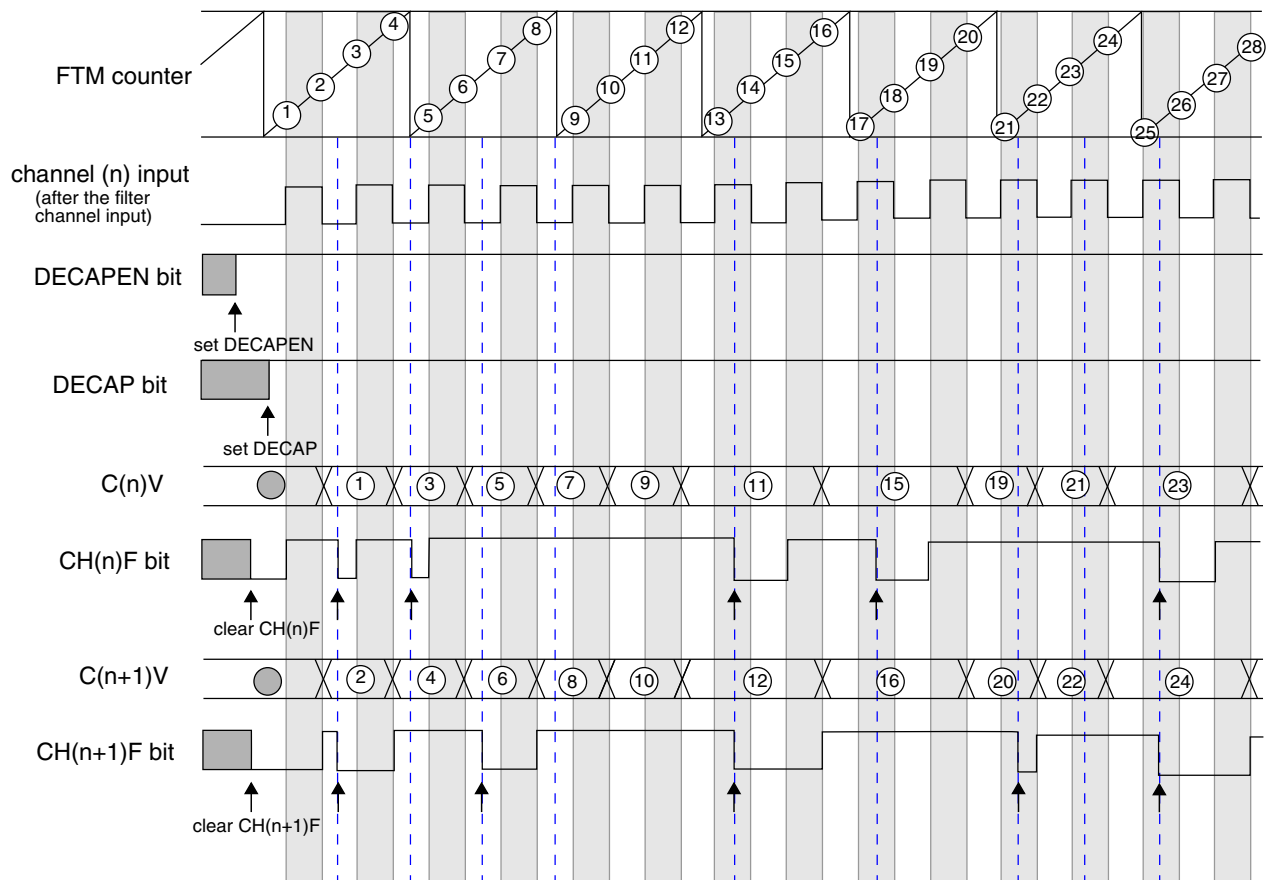 FTM counter
1 2 3 4 5 6 7 8 9 10 11 12 13 14 15 16 17 18 19 20 21 22 23 24 25 26 27 28
channel (n) input
(after the filter
channel input)
DECAPEN bit
set DECAPEN
DECAP bit
set DECAP
C(n)V
1 3 5 7 9 11 15 19 21 23
CH(n)F bit
clear CH(n)F
C(n+1)V
2 4 6 8 10 12 16 20 22 24
CH(n+1)F bit
clear CH(n+1)F